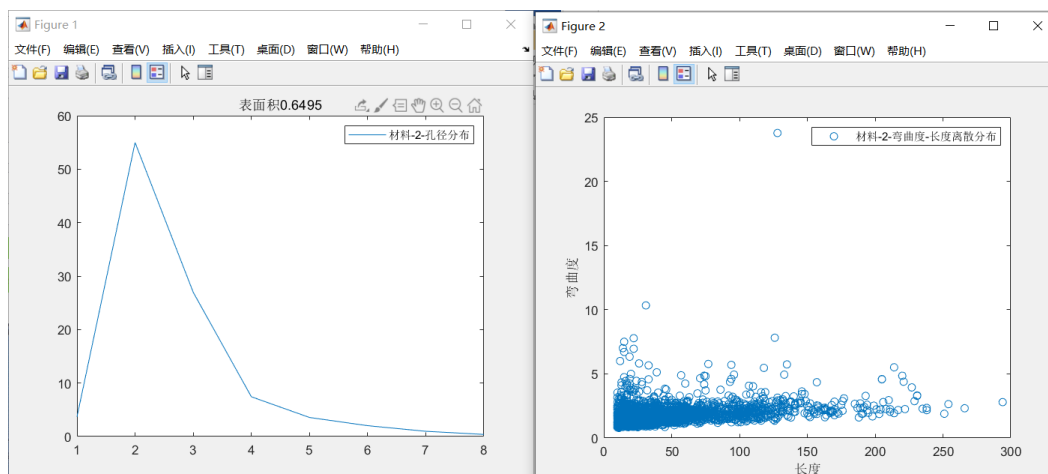 Figure 1
文件(F) 编辑(E) 查看(V) 插入(I) 工具(T) 桌面(D) 窗口(W) 帮助(H)
表面积0.6495
材料-2-孔径分布
60
50
40
30
20
10
0
1 2 3 4 5 6 7 8
Figure 2
文件(F) 编辑(E) 查看(V) 插入(I) 工具(T) 桌面(D) 窗口(W) 帮助(H)
材料-2-弯曲度-长度离散分布
25
20
15
10
5
0
弯曲度
0 50 100 150 200 250 300
长度